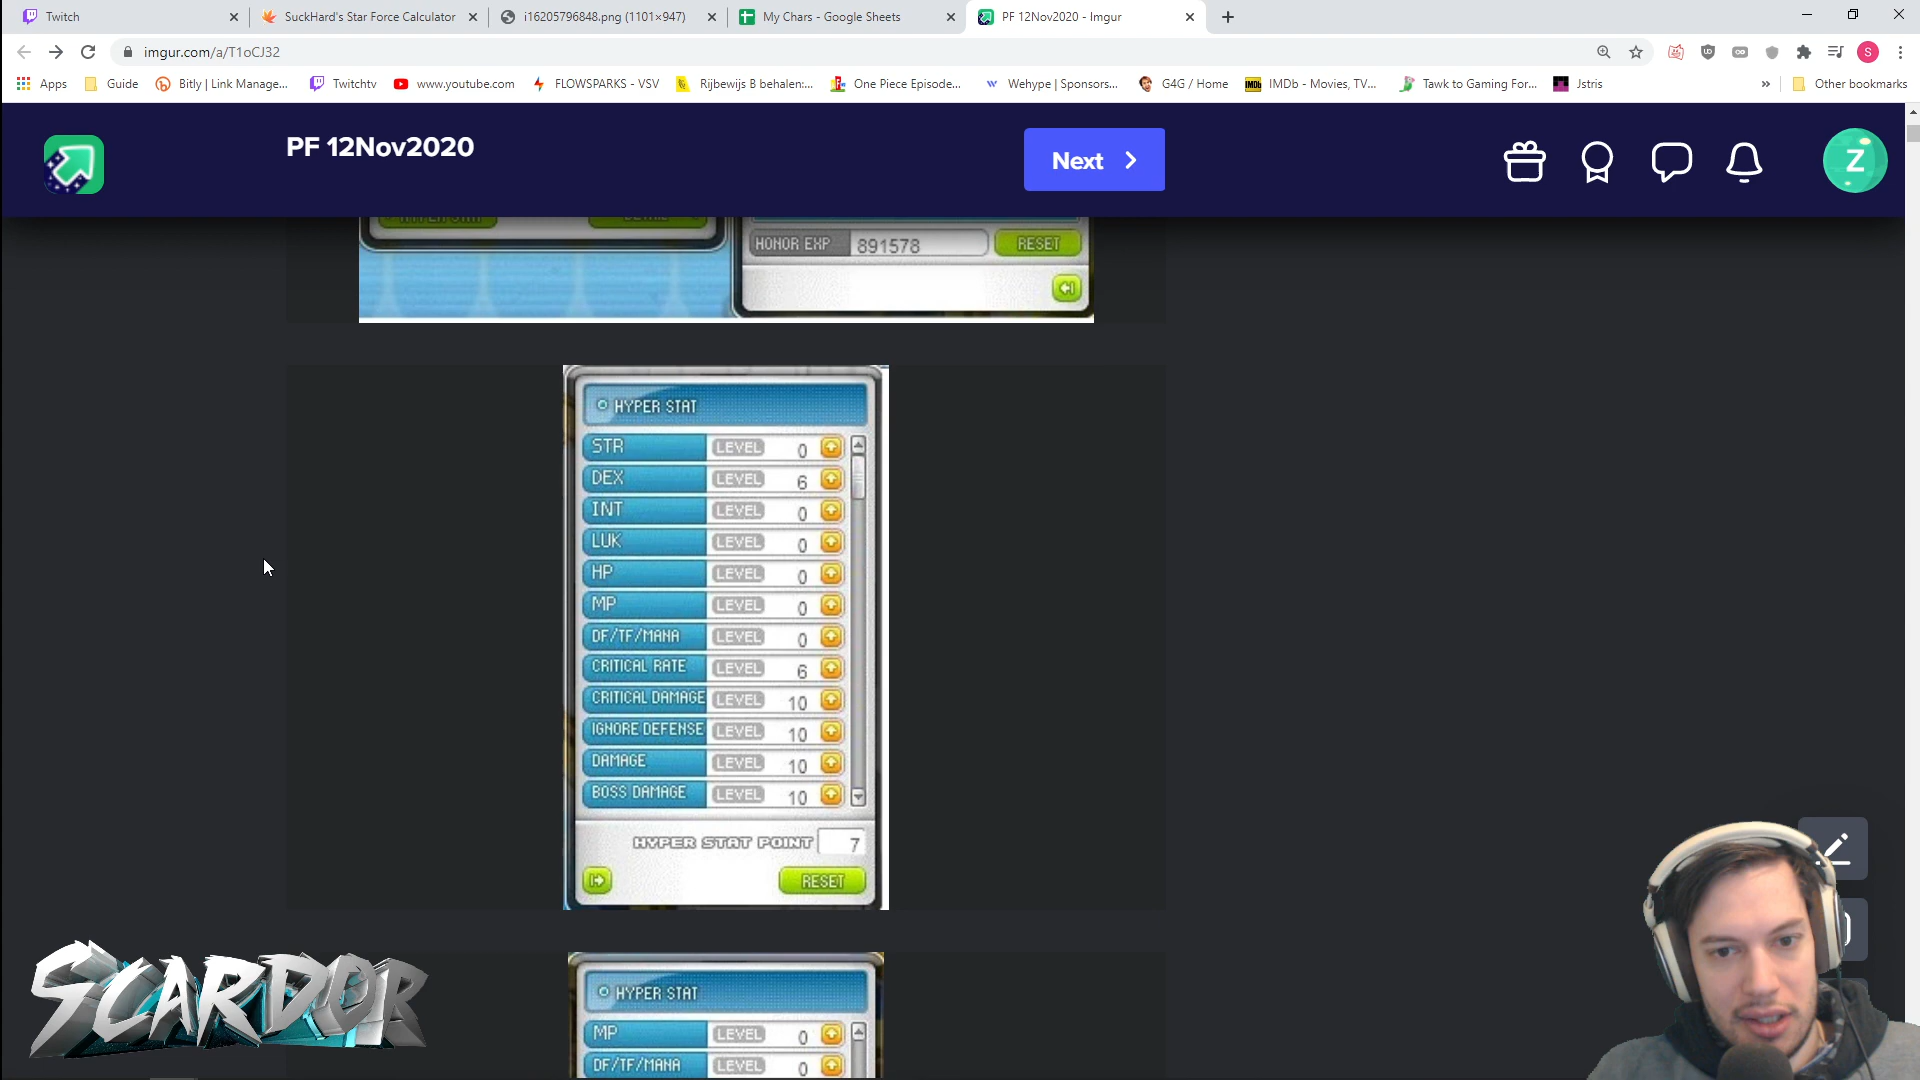 Twitch
SuckHard's Star Force Calculator
i16205796848.png (1101×947)
My Chars - Google Sheets
PF 12Nov2020 - Imgur
imgur.com/a/T1oCJ32
S
Apps
Guide
Bitly | Link Manage...
Twitchtv
www.youtube.com
FLOWSPARKS - VSV
Rijbewijs B behalen:...
One Piece Episode...
Wehype | Sponsors...
G4G / Home
IMDb - Movies, TV...
Tawk to Gaming For...
Jstris
Other bookmarks
PF 12Nov2020
Next
Z
HONOR EXP 891578 RESET
HYPER STAT
STR LEVEL 0
DEX LEVEL 6
INT LEVEL 0
LUK LEVEL 0
HP LEVEL 0
MP LEVEL 0
DF/TF/MANA LEVEL 0
CRITICAL RATE LEVEL 6
CRITICAL DAMAGE LEVEL 10
IGNORE DEFENSE LEVEL 10
DAMAGE LEVEL 10
BOSS DAMAGE LEVEL 10
HYPER STAT POINT 7
RESET
HYPER STAT
MP LEVEL 0
DF/TF/MANA LEVEL 0
SCARDOR